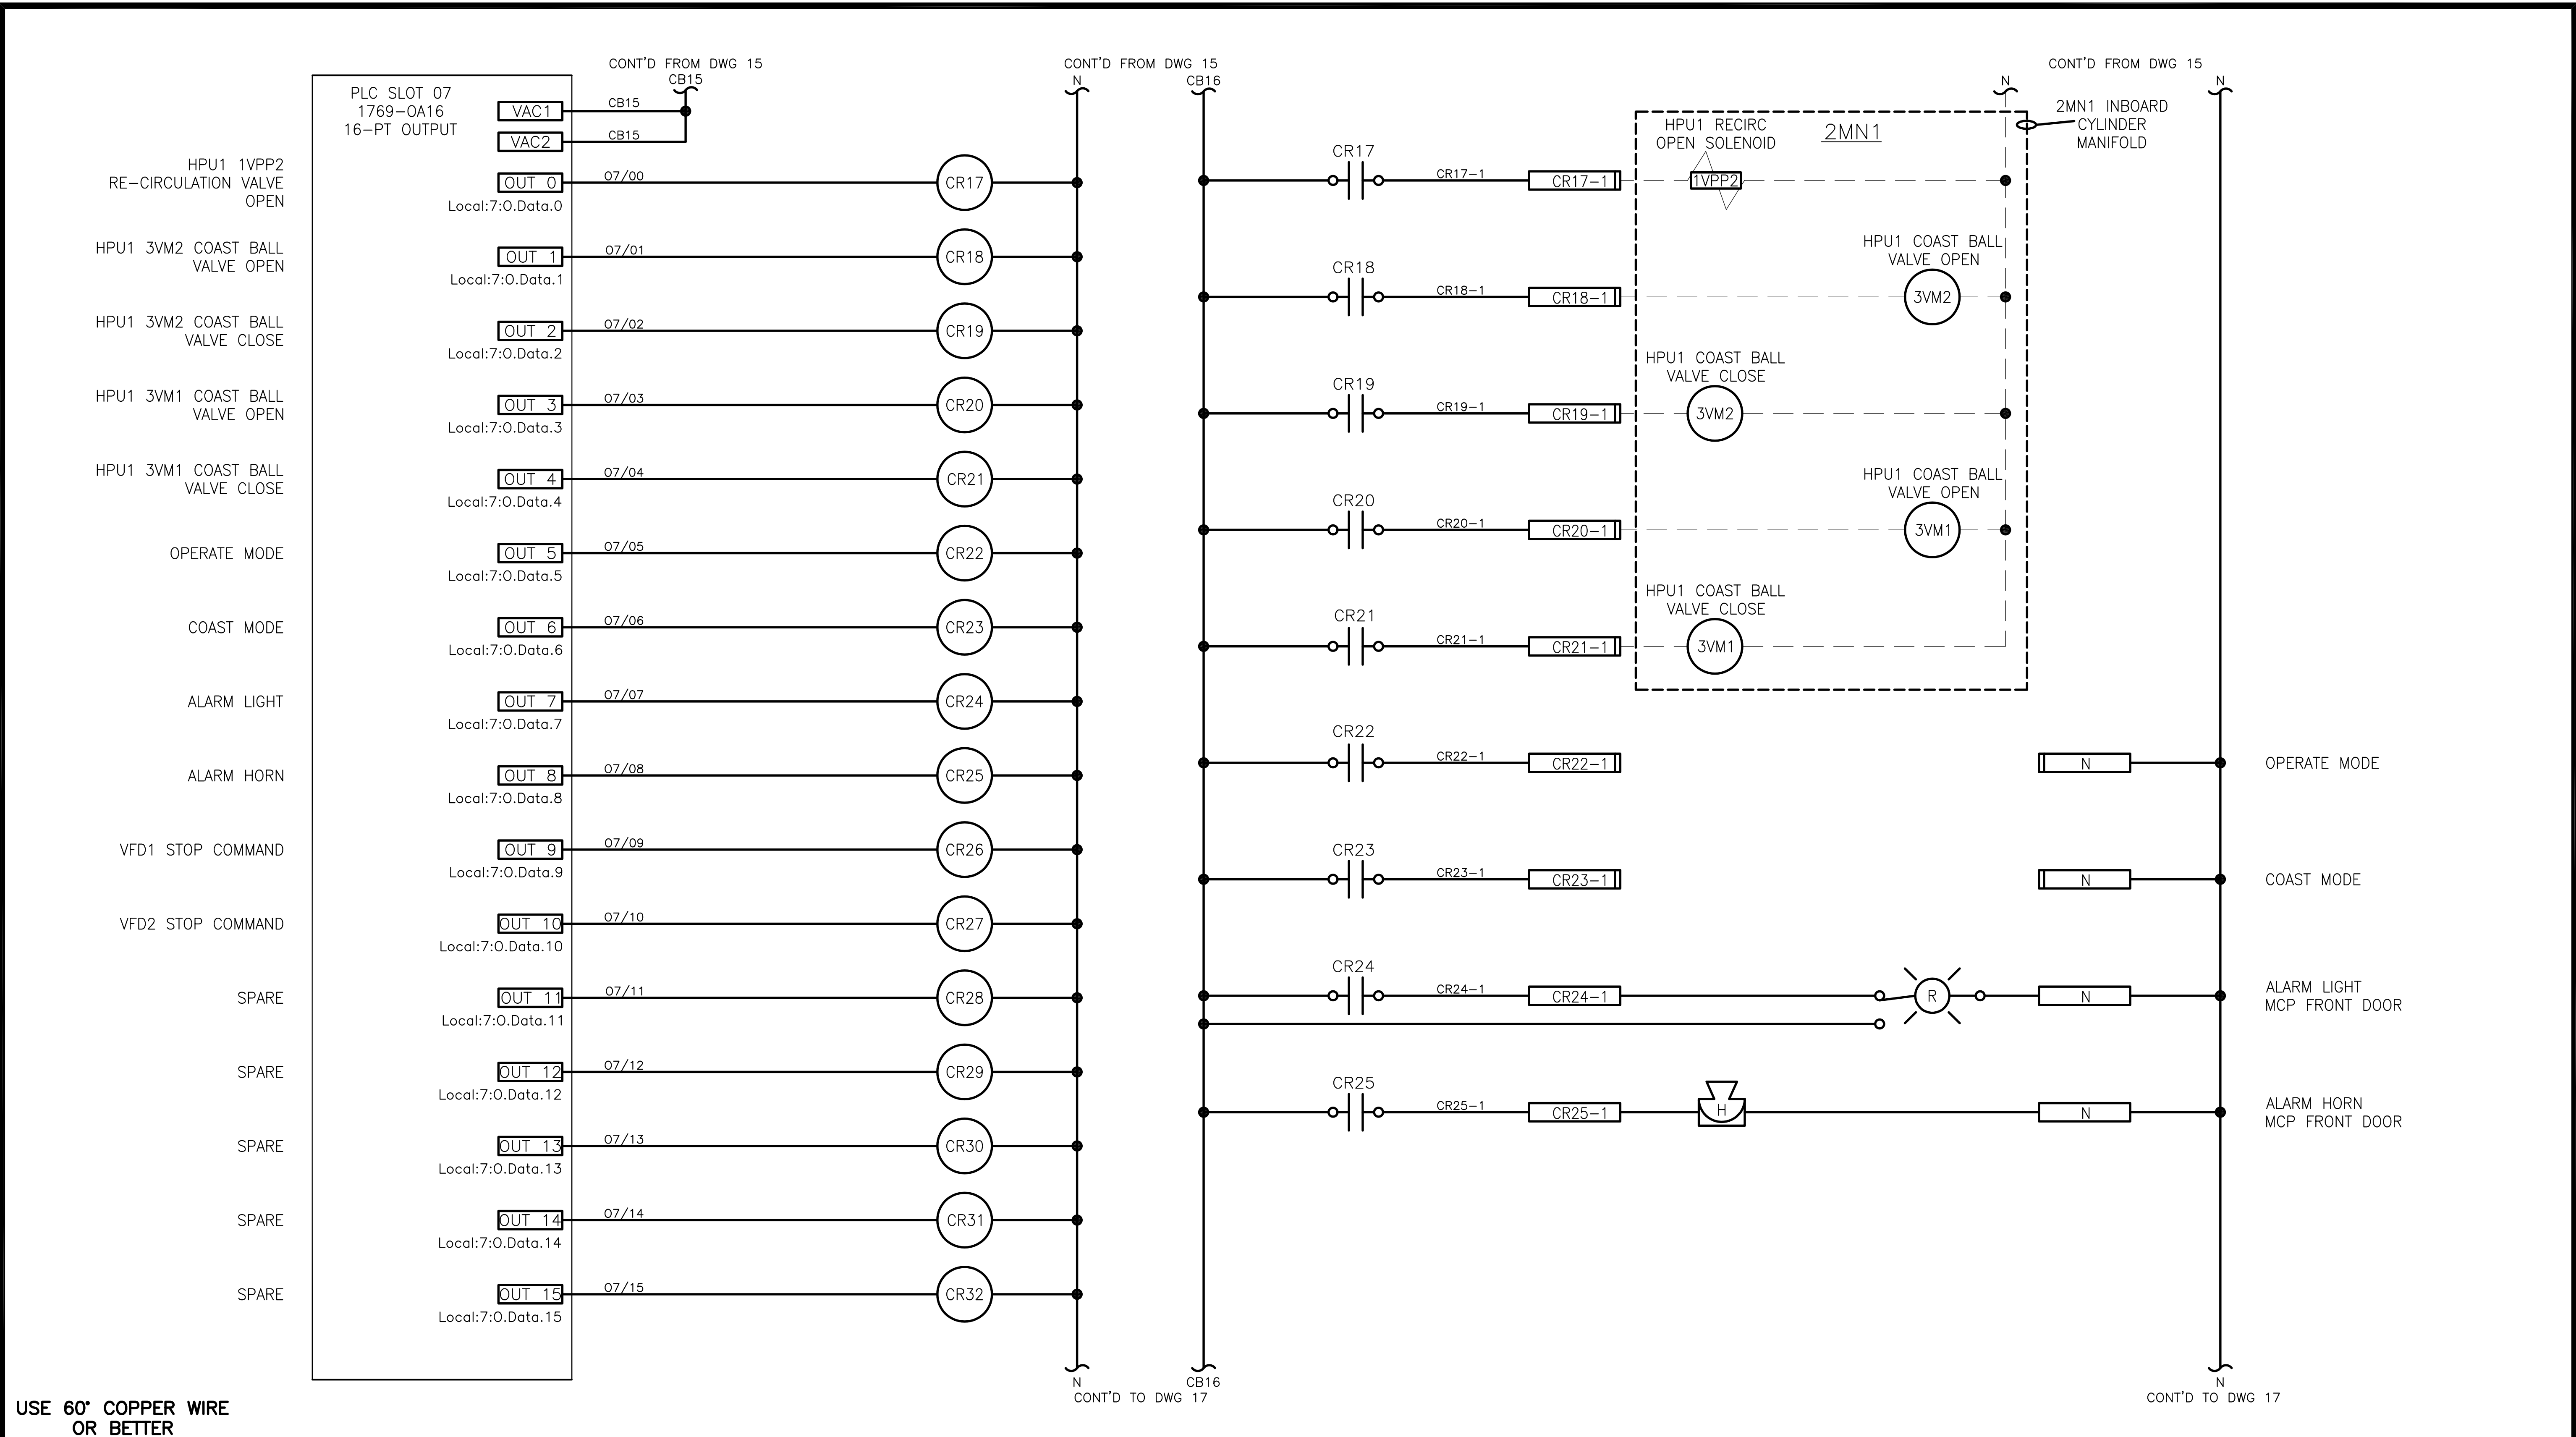 CONT'D FROM DWG 15
CB15
PLC SLOT 07
1769-OA16
16-PT OUTPUT
VAC1
CB15
VAC2
CB15
HPU1 1VPP2
RE-CIRCULATION VALVE
OPEN
OUT 0
O7/00
CR17
Local:7:O.Data.0
HPU1 3VM2 COAST BALL
VALVE OPEN
OUT 1
O7/01
CR18
Local:7:O.Data.1
HPU1 3VM2 COAST BALL
VALVE CLOSE
OUT 2
O7/02
CR19
Local:7:O.Data.2
HPU1 3VM1 COAST BALL
VALVE OPEN
OUT 3
O7/03
CR20
Local:7:O.Data.3
HPU1 3VM1 COAST BALL
VALVE CLOSE
OUT 4
O7/04
CR21
Local:7:O.Data.4
OPERATE MODE
OUT 5
O7/05
CR22
Local:7:O.Data.5
COAST MODE
OUT 6
O7/06
CR23
Local:7:O.Data.6
ALARM LIGHT
OUT 7
O7/07
CR24
Local:7:O.Data.7
ALARM HORN
OUT 8
O7/08
CR25
Local:7:O.Data.8
VFD1 STOP COMMAND
OUT 9
O7/09
CR26
Local:7:O.Data.9
VFD2 STOP COMMAND
OUT 10
O7/10
CR27
Local:7:O.Data.10
SPARE
OUT 11
O7/11
CR28
Local:7:O.Data.11
SPARE
OUT 12
O7/12
CR29
Local:7:O.Data.12
SPARE
OUT 13
O7/13
CR30
Local:7:O.Data.13
SPARE
OUT 14
O7/14
CR31
Local:7:O.Data.14
SPARE
OUT 15
O7/15
CR32
Local:7:O.Data.15
USE 60° COPPER WIRE
OR BETTER
CONT'D FROM DWG 15
N
CB16
N
CB16
CONT'D TO DWG 17
CONT'D FROM DWG 15
N
N
2MN1 INBOARD
CYLINDER
MANIFOLD
2MN1
HPU1 RECIRC
OPEN SOLENOID
CR17
CR17-1
CR17-1
1VPP2
HPU1 COAST BALL
VALVE OPEN
CR18
CR18-1
CR18-1
3VM2
HPU1 COAST BALL
VALVE CLOSE
CR19
CR19-1
CR19-1
3VM2
HPU1 COAST BALL
VALVE OPEN
CR20
CR20-1
CR20-1
3VM1
HPU1 COAST BALL
VALVE CLOSE
CR21
CR21-1
CR21-1
3VM1
CR22
CR22-1
CR22-1
N
OPERATE MODE
CR23
CR23-1
CR23-1
N
COAST MODE
CR24
CR24-1
CR24-1
R
N
ALARM LIGHT
MCP FRONT DOOR
CR25
CR25-1
CR25-1
H
N
ALARM HORN
MCP FRONT DOOR
N
CONT'D TO DWG 17